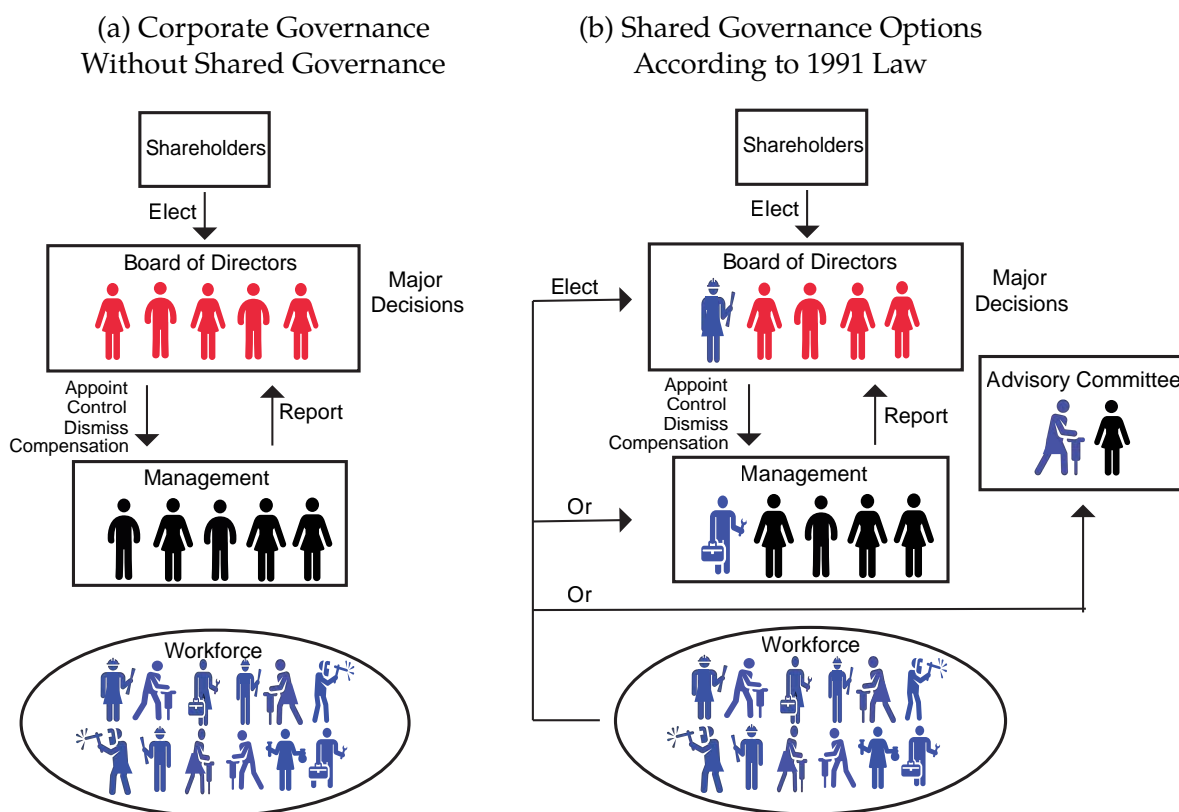 (a) Corporate Governance
Without Shared Governance
Shareholders
Elect
Board of Directors
Major
Decisions
Appoint
Control
Dismiss
Compensation
Report
Management
Workforce
(b) Shared Governance Options
According to 1991 Law
Shareholders
Elect
Elect
Board of Directors
Major
Decisions
Advisory Committee
Appoint
Control
Dismiss
Compensation
Report
Management
Or
Or
Workforce